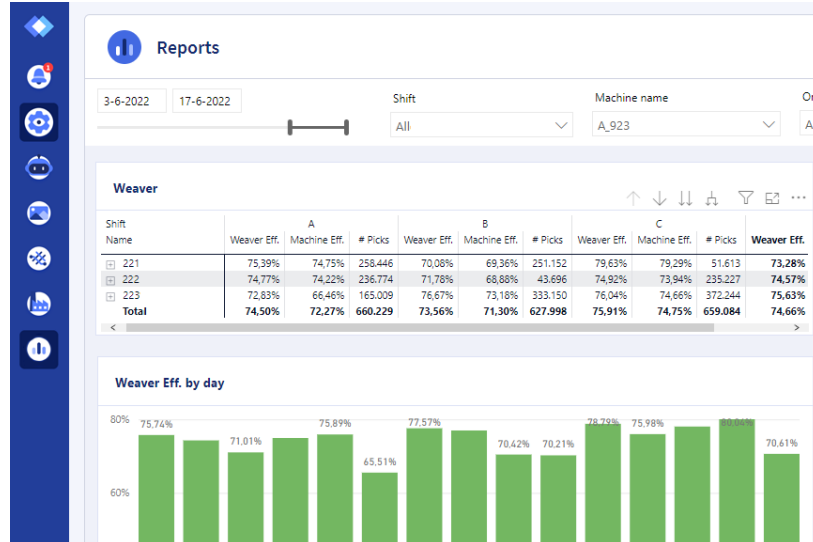 1
Reports
3-6-2022 17-6-2022
Shift
All
Machine name
A_923
Weaver
Shift A B C
Name Weaver Eff. Machine Eff. # Picks Weaver Eff. Machine Eff. # Picks Weaver Eff. Machine Eff. # Picks Weaver Eff.
221 75,39% 74,75% 258.446 70,08% 69,36% 251.152 79,63% 79,29% 51.613 73,28%
222 74,77% 74,22% 236.774 71,78% 68,88% 43.696 74,92% 73,94% 235.227 74,57%
223 72,83% 66,46% 165.009 76,67% 73,18% 333.150 76,04% 74,66% 372.244 75,63%
Total 74,50% 72,27% 660.229 73,56% 71,30% 627.998 75,91% 74,75% 659.084 74,66%
Weaver Eff. by day
80%
60%
75,74% 71,01% 75,89% 65,51% 77,57% 70,42% 70,21% 78,79% 75,98% 80,04% 70,61%